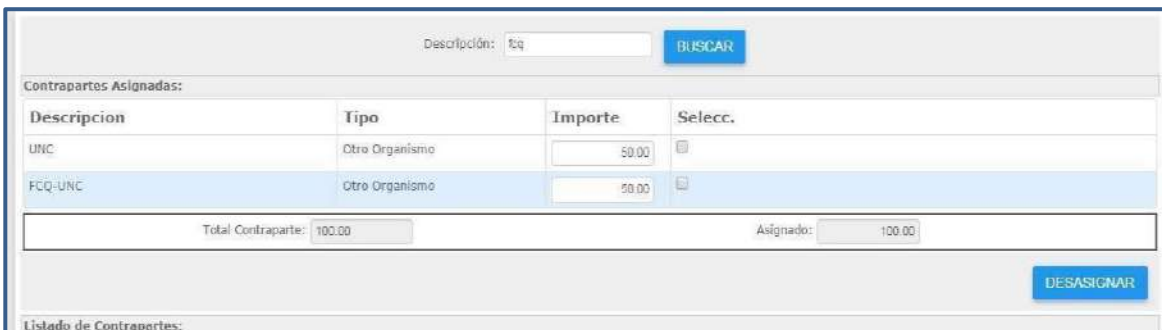 Descripción: fcq BUSCAR
Contrapartes Asignadas:
Descripcion Tipo Importe Selecc.
UNC Otro Organismo 50.00
FCQ-UNC Otro Organismo 50.00
Total Contraparte: 100.00 Asignado: 100.00
DESASIGNAR
Listado de Contrapartes: